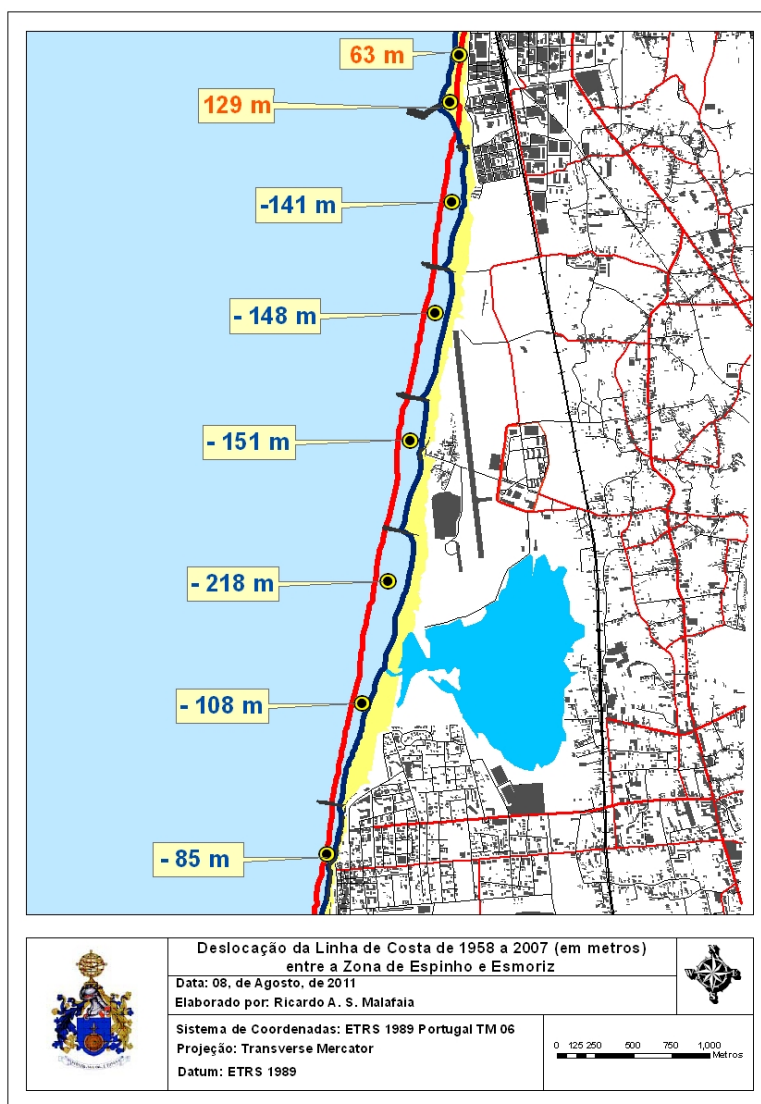 63 m
129 m
-141 m
- 148 m
- 151 m
- 218 m
- 108 m
- 85 m
Deslocação da Linha de Costa de 1958 a 2007 (em metros)
entre a Zona de Espinho e Esmoriz
Data: 08, de Agosto, de 2011
Elaborado por: Ricardo A. S. Malafaia
Sistema de Coordenadas: ETRS 1989 Portugal TM 06
Projeção: Transverse Mercator
Datum: ETRS 1989
0 125 250 500 750 1,000
Metros